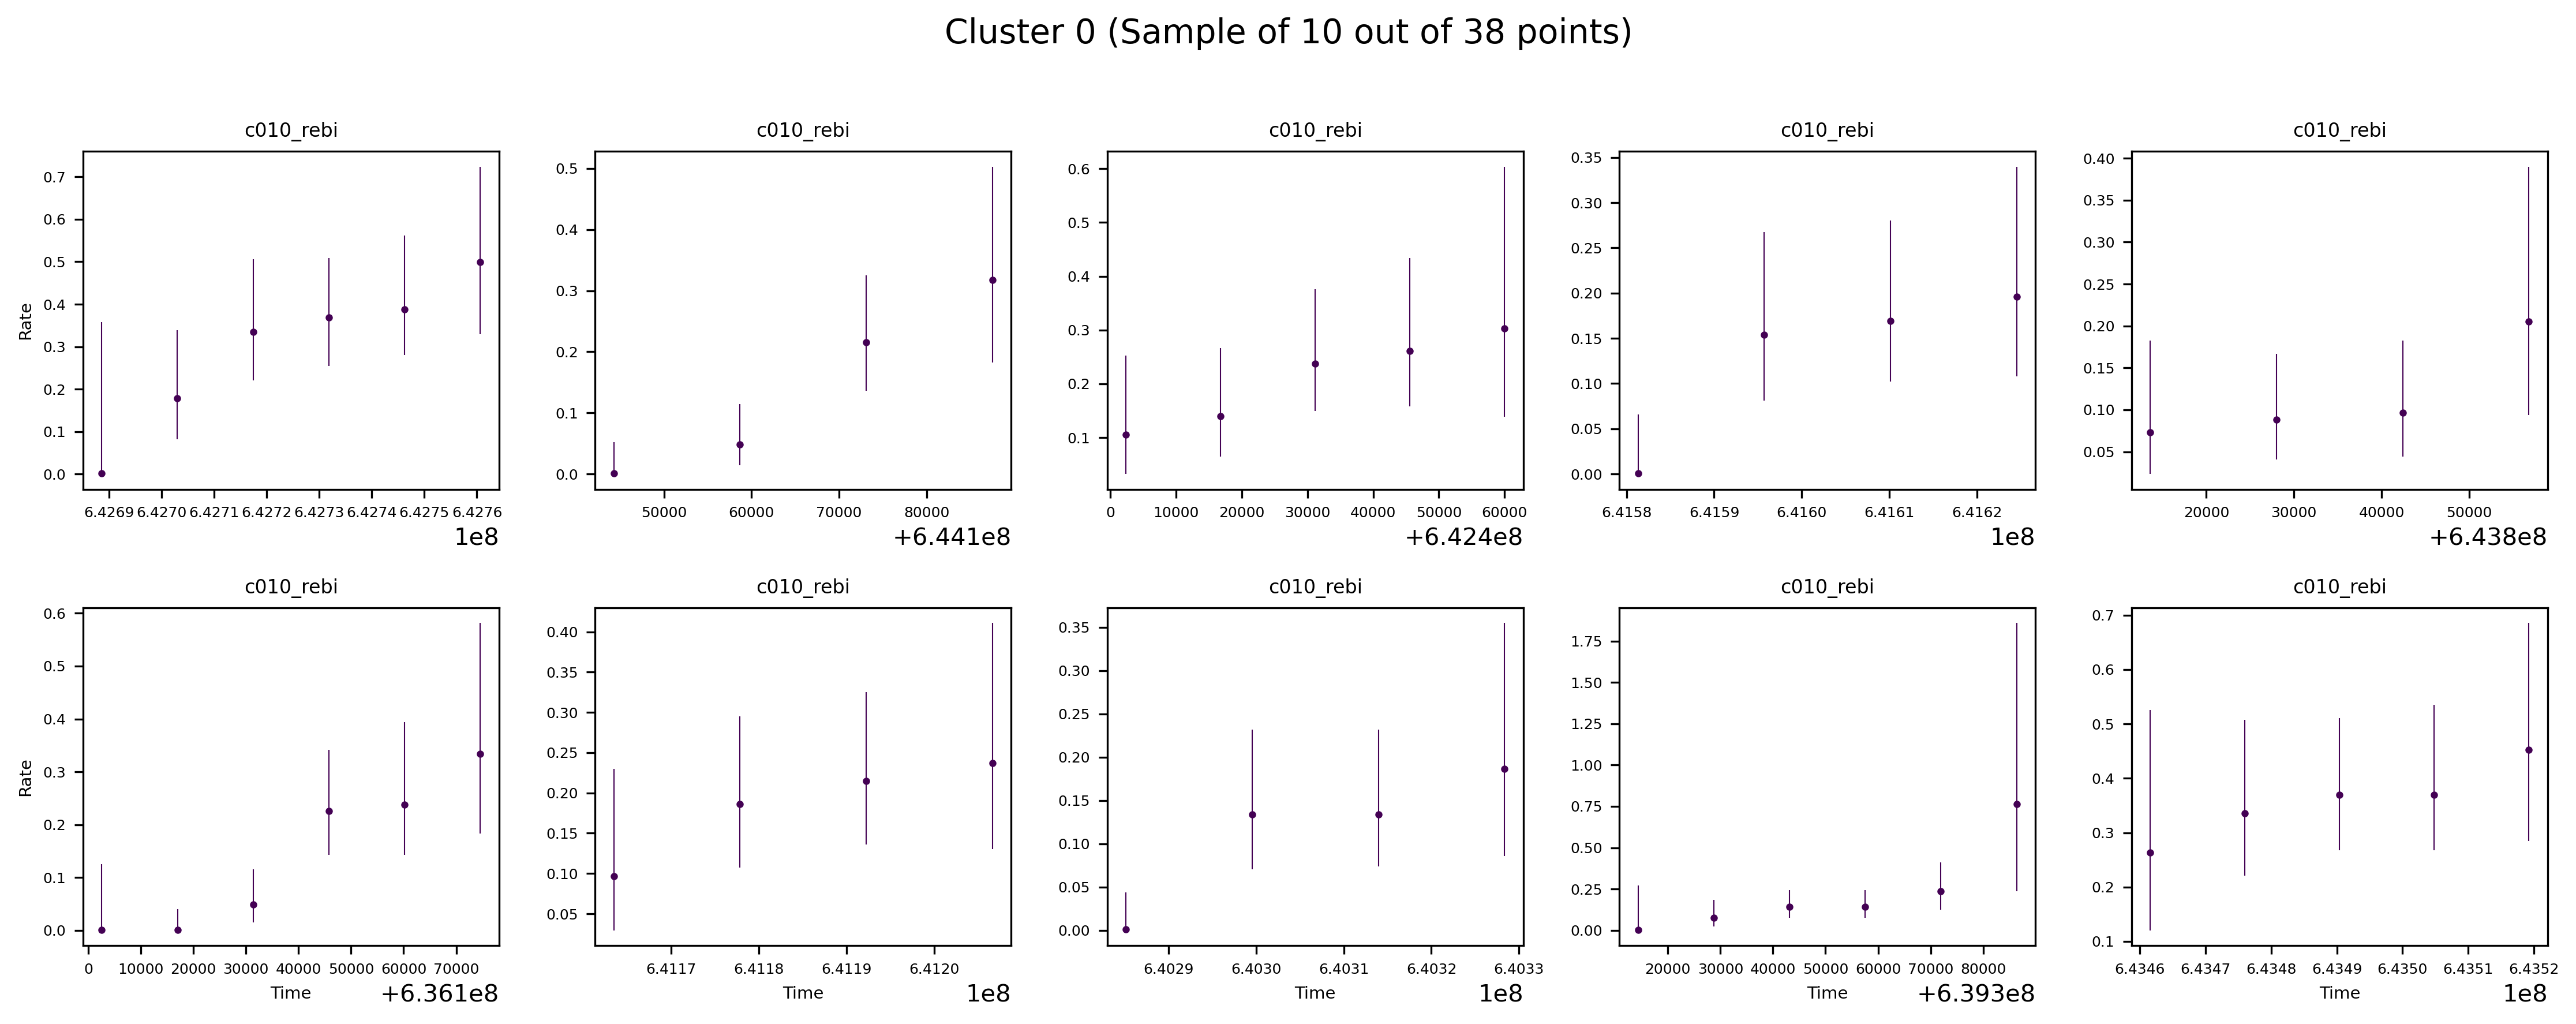 Cluster 0 (Sample of 10 out of 38 points)
c010_rebi
c010_rebi
c010_rebi
c010_rebi
c010_rebi
Rate
0.7
0.6
0.5
0.4
0.3
0.2
0.1
0.0
6.4269 6.4270 6.4271 6.4272 6.4273 6.4274 6.4275 6.4276
1e8
0.5
0.4
0.3
0.2
0.1
0.0
50000 60000 70000 80000
+6.441e8
0.6
0.5
0.4
0.3
0.2
0.1
0 10000 20000 30000 40000 50000 60000
+6.424e8
0.35
0.30
0.25
0.20
0.15
0.10
0.05
0.00
6.4158 6.4159 6.4160 6.4161 6.4162
1e8
0.40
0.35
0.30
0.25
0.20
0.15
0.10
0.05
20000 30000 40000 50000
+6.438e8
c010_rebi
c010_rebi
c010_rebi
c010_rebi
c010_rebi
Rate
0.6
0.5
0.4
0.3
0.2
0.1
0.0
0 10000 20000 30000 40000 50000 60000 70000
Time
+6.361e8
0.40
0.35
0.30
0.25
0.20
0.15
0.10
0.05
6.4117 6.4118 6.4119 6.4120
Time
1e8
0.35
0.30
0.25
0.20
0.15
0.10
0.05
0.00
6.4029 6.4030 6.4031 6.4032 6.4033
Time
1e8
1.75
1.50
1.25
1.00
0.75
0.50
0.25
0.00
20000 30000 40000 50000 60000 70000 80000
Time
+6.393e8
0.7
0.6
0.5
0.4
0.3
0.2
0.1
6.4346 6.4347 6.4348 6.4349 6.4350 6.4351 6.4352
Time
1e8